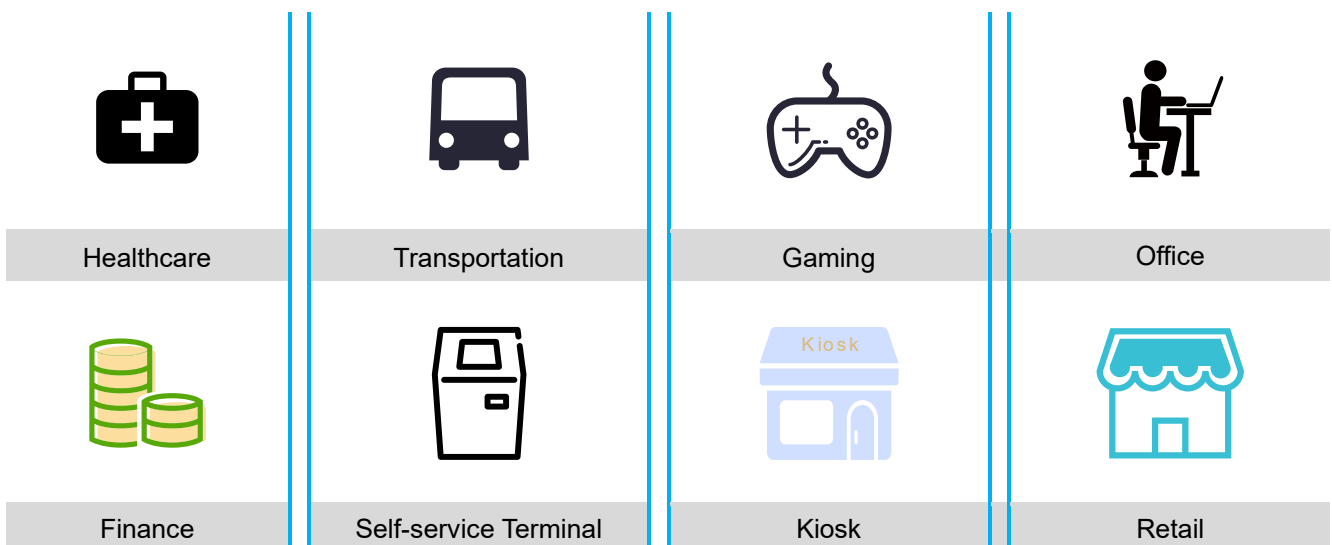 Healthcare
Transportation
Gaming
Office
Kiosk
Finance
Self-service Terminal
Kiosk
Retail